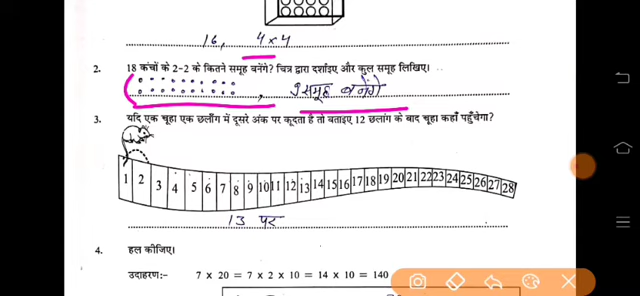 16, 4×4
2. 18 कंचों के 2-2 के कितने समूह बनेंगे? चित्र द्वारा दर्शाइए और कुल समूह लिखिए।
, 9 समूह बनेंगे
3. यदि एक चूहा एक छलाँग में दूसरे अंक पर कूदता है तो बताइए 12 छलांग के बाद चूहा कहाँ पहुँचेगा?
1 2 3 4 5 6 7 8 9 10 11 12 13 14 15 16 17 18 19 20 21 22 23 24 25 26 27 28
13 पर
4. हल कीजिए।
उदाहरण:- 7 × 20 = 7 × 2 × 10 = 14 × 10 = 140